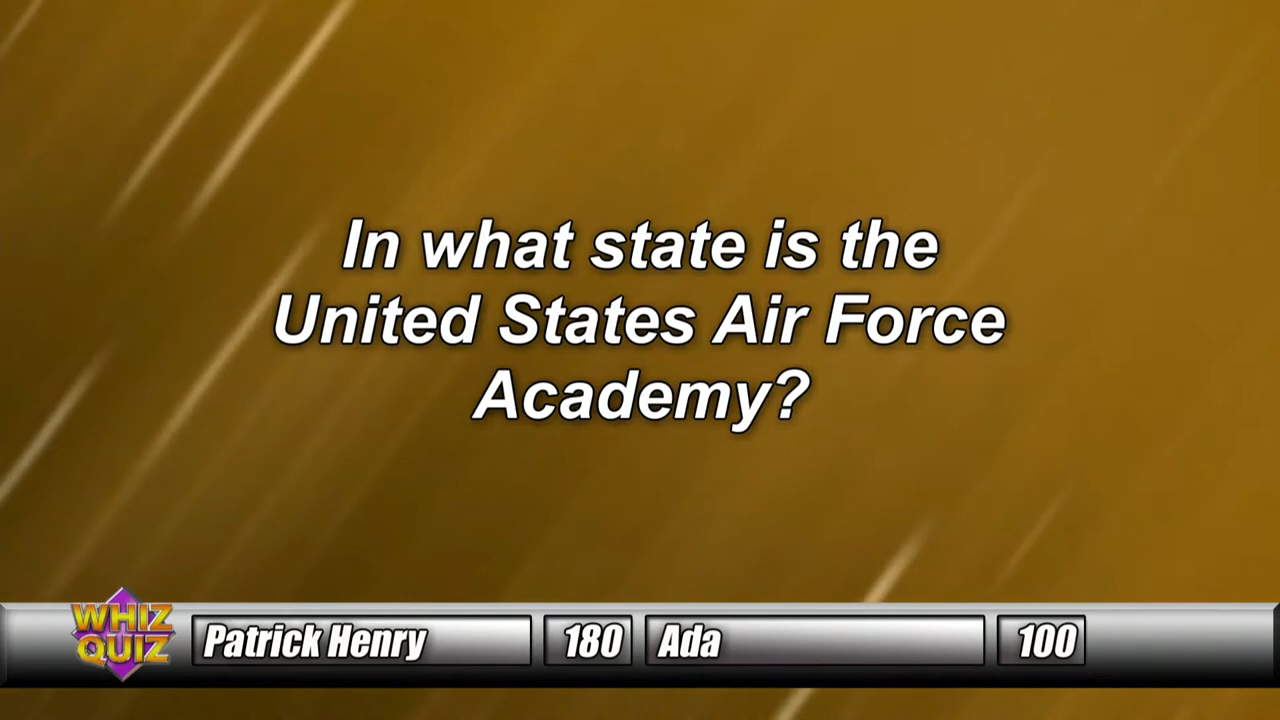 In what state is the
United States Air Force
Academy?
WHIZ
QUIZ
Patrick Henry 180 Ada 100